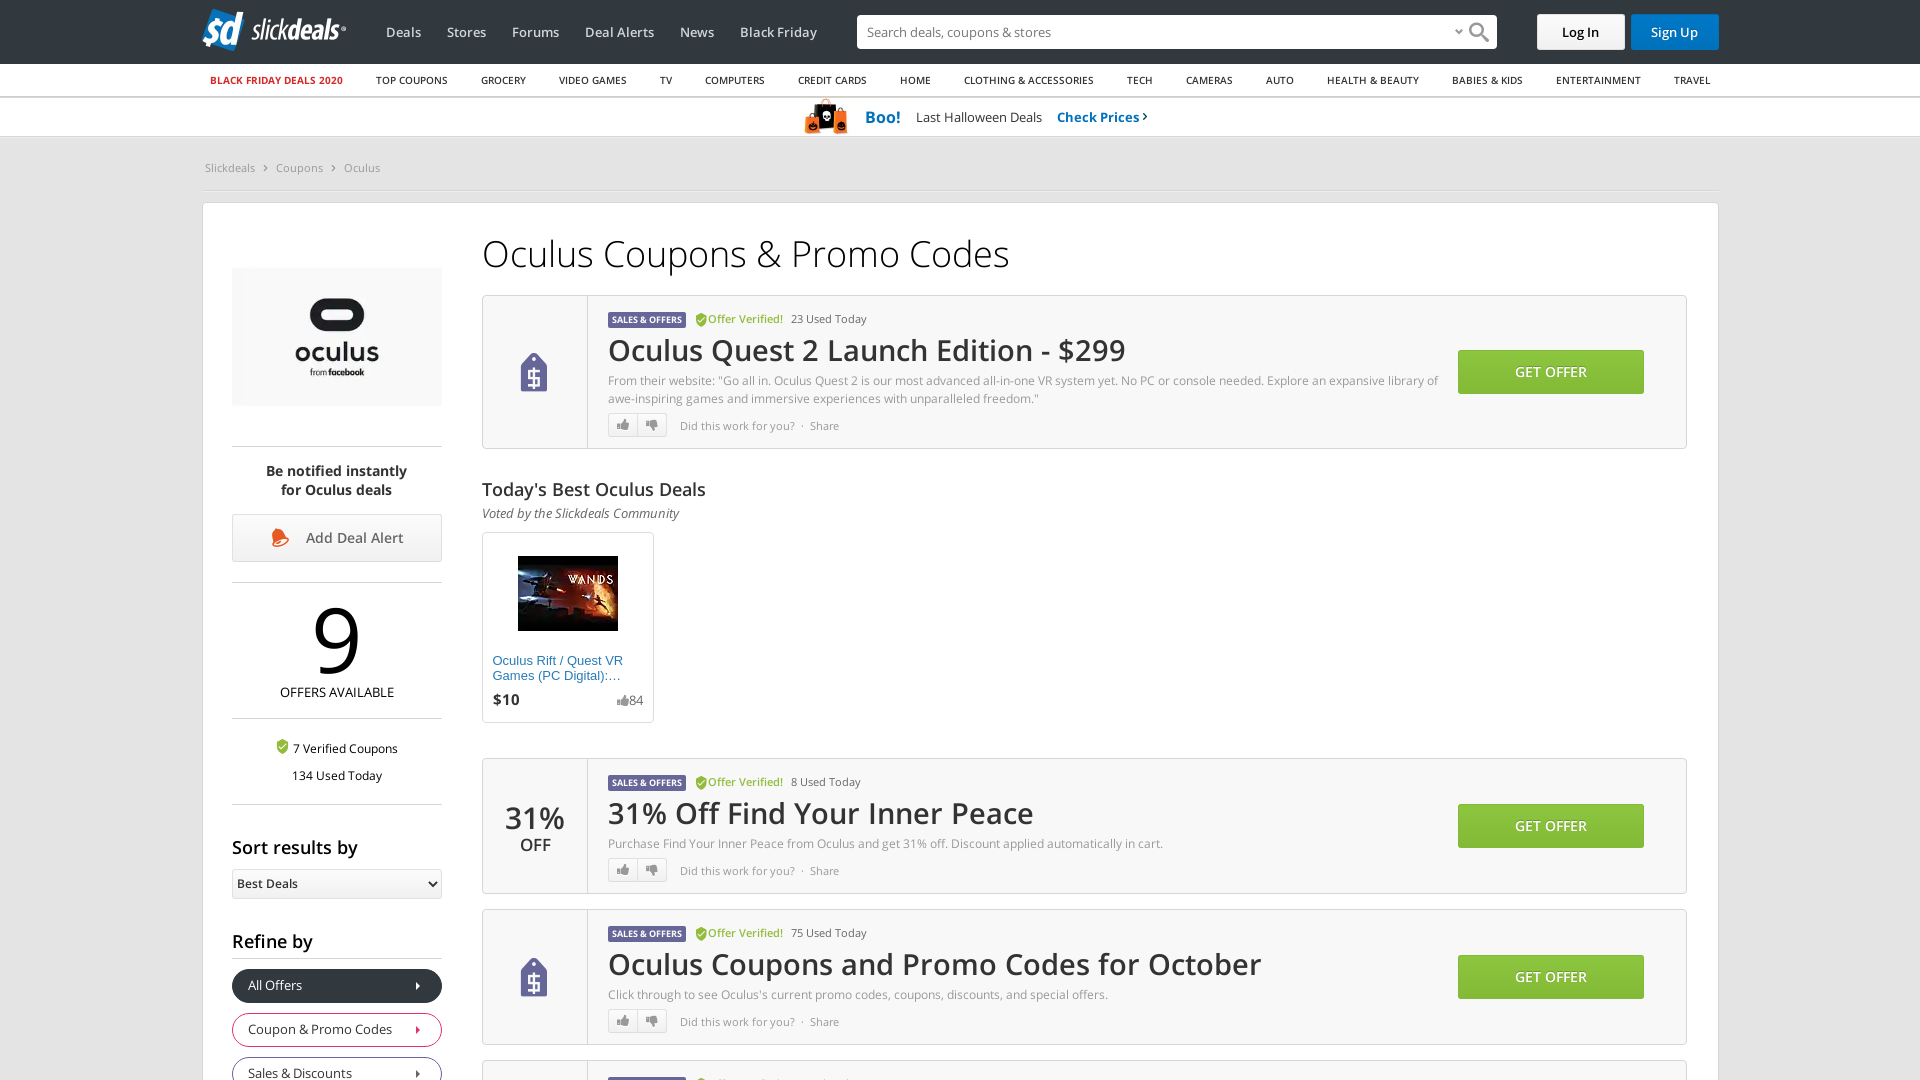 sd slickdeals
Deals Stores Forums Deal Alerts News Black Friday
Search deals, coupons & stores
Log In
Sign Up
BLACK FRIDAY DEALS 2020 TOP COUPONS GROCERY VIDEO GAMES TV COMPUTERS CREDIT CARDS HOME CLOTHING & ACCESSORIES TECH CAMERAS AUTO HEALTH & BEAUTY BABIES & KIDS ENTERTAINMENT TRAVEL
Boo! Last Halloween Deals Check Prices
Slickdeals Coupons Oculus
oculus
from facebook
Be notified instantly
for Oculus deals
Add Deal Alert
9
OFFERS AVAILABLE
7 Verified Coupons
134 Used Today
Sort results by
Best Deals
Refine by
All Offers
Coupon & Promo Codes
Sales & Discounts
Oculus Coupons & Promo Codes
SALES & OFFERS Offer Verified! 23 Used Today
Oculus Quest 2 Launch Edition - $299
From their website: "Go all in. Oculus Quest 2 is our most advanced all-in-one VR system yet. No PC or console needed. Explore an expansive library of
awe-inspiring games and immersive experiences with unparalleled freedom."
Did this work for you? · Share
GET OFFER
Today's Best Oculus Deals
Voted by the Slickdeals Community
WANDS
Oculus Rift / Quest VR
Games (PC Digital):…
$10 84
31%
OFF
SALES & OFFERS Offer Verified! 8 Used Today
31% Off Find Your Inner Peace
Purchase Find Your Inner Peace from Oculus and get 31% off. Discount applied automatically in cart.
Did this work for you? · Share
GET OFFER
SALES & OFFERS Offer Verified! 75 Used Today
Oculus Coupons and Promo Codes for October
Click through to see Oculus's current promo codes, coupons, discounts, and special offers.
Did this work for you? · Share
GET OFFER